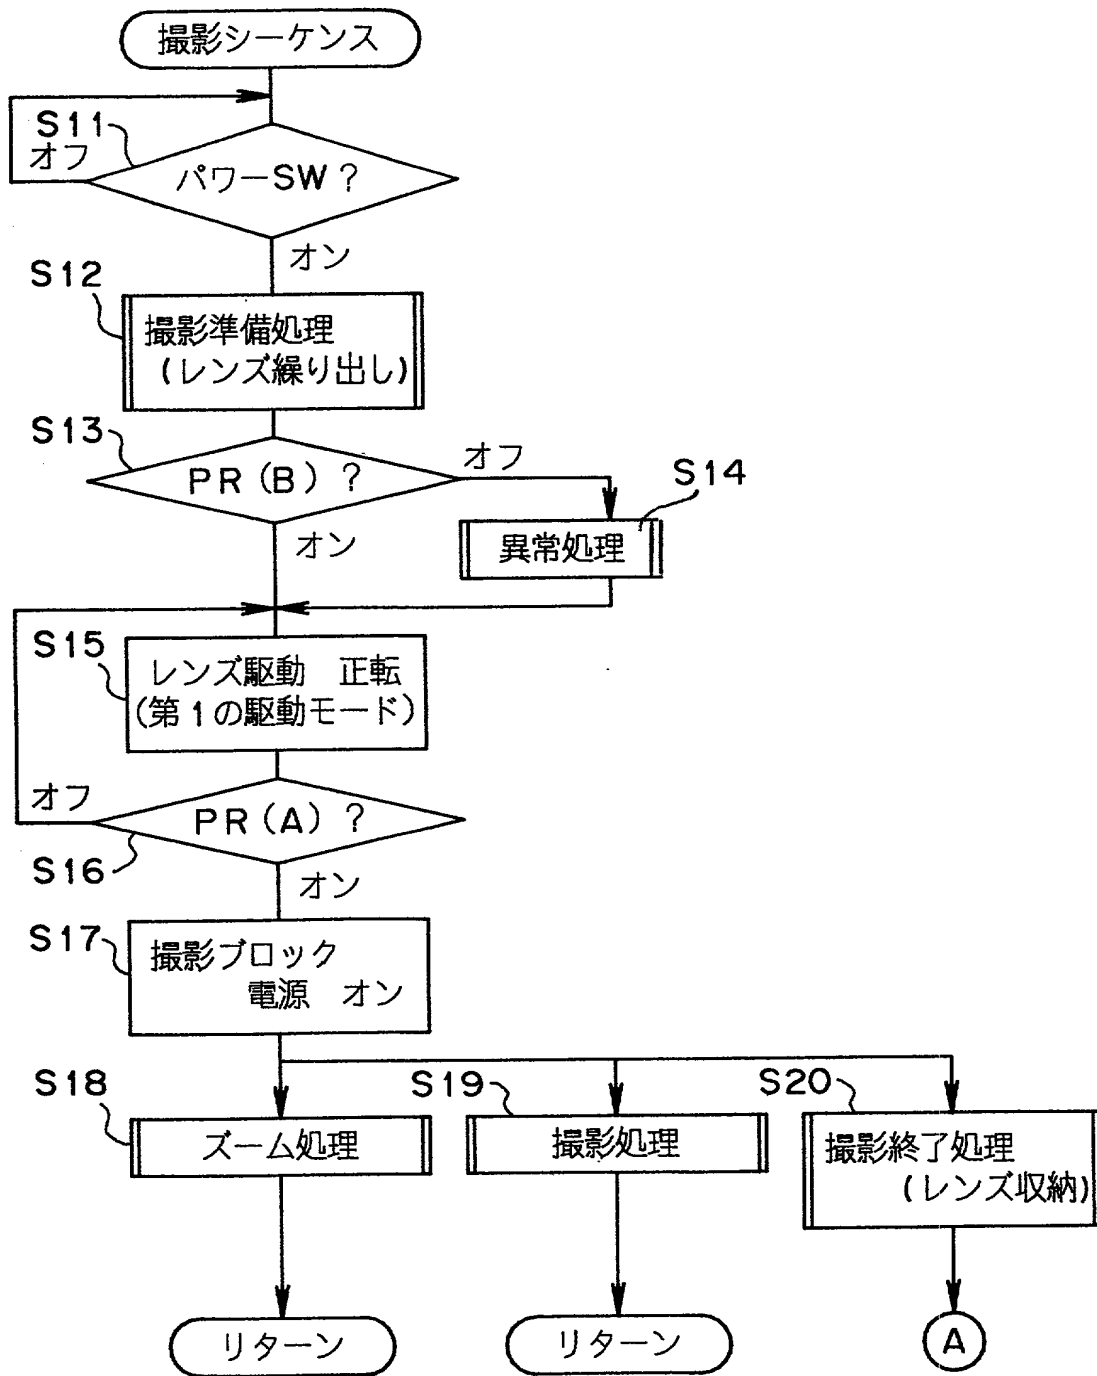 撮影シーケンス
S11
オフ
パワーSW？
オン
S12
撮影準備処理
(レンズ繰り出し)
S13
PR(B)？
オフ
S14
オン
異常処理
S15
レンズ駆動　正転
(第1の駆動モード)
オフ
PR(A)？
S16
オン
S17
撮影ブロック
電源　オン
S18
S19
S20
ズーム処理
撮影処理
撮影終了処理
(レンズ収納)
リターン
リターン
A